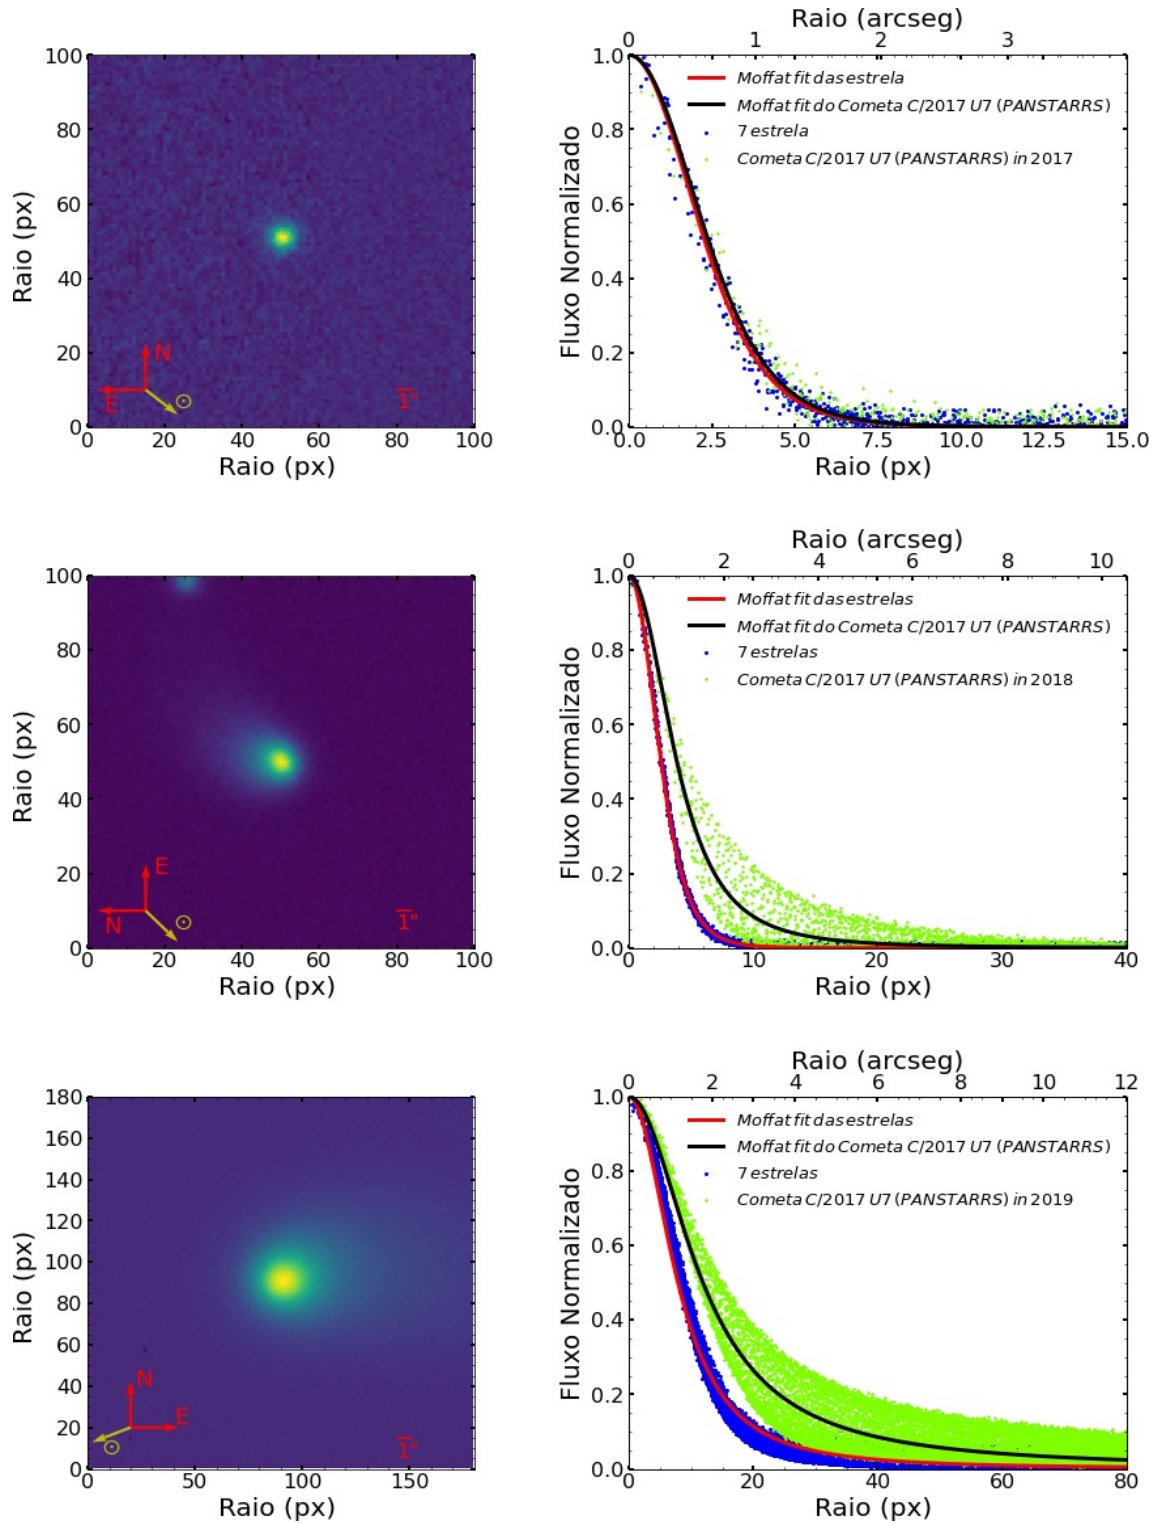 Raio (arcseg)
0 1 2 3
100
80
60
40
20
0
Raio (px)
N
E
1"
0 20 40 60 80 100
Raio (px)
1.0
0.8
0.6
0.4
0.2
0.0
Fluxo Normalizado
Moffat fit das estrela
Moffat fit do Cometa C/2017 U7 (PANSTARRS)
7 estrela
Cometa C/2017 U7 (PANSTARRS) in 2017
0.0 2.5 5.0 7.5 10.0 12.5 15.0
Raio (px)
Raio (arcseg)
0 2 4 6 8 10
100
80
60
40
20
0
Raio (px)
E
N
1"
0 20 40 60 80 100
Raio (px)
1.0
0.8
0.6
0.4
0.2
0.0
Fluxo Normalizado
Moffat fit das estrelas
Moffat fit do Cometa C/2017 U7 (PANSTARRS)
7 estrelas
Cometa C/2017 U7 (PANSTARRS) in 2018
0 10 20 30 40
Raio (px)
Raio (arcseg)
0 2 4 6 8 10 12
180
160
140
120
100
80
60
40
20
0
Raio (px)
N
E
1"
0 50 100 150
Raio (px)
1.0
0.8
0.6
0.4
0.2
0.0
Fluxo Normalizado
Moffat fit das estrelas
Moffat fit do Cometa C/2017 U7 (PANSTARRS)
7 estrelas
Cometa C/2017 U7 (PANSTARRS) in 2019
0 20 40 60 80
Raio (px)